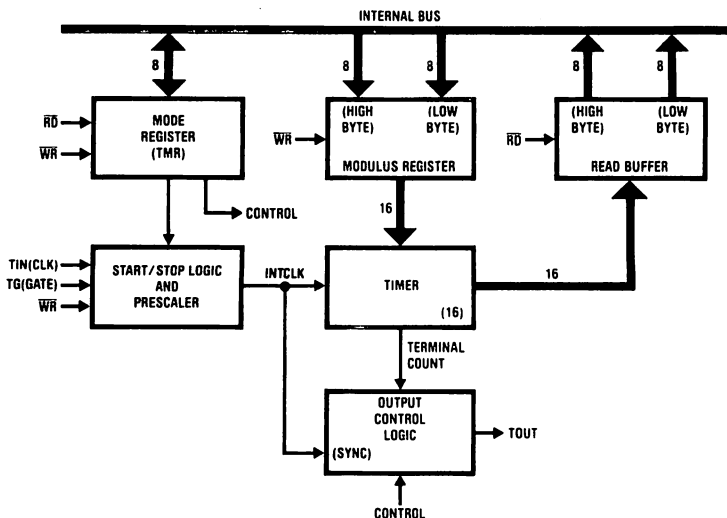 INTERNAL BUS
8
8
8
8
8
RD
WR
MODE
REGISTER
(TMR)
WR
(HIGH
BYTE)
(LOW
BYTE)
MODULUS REGISTER
RD
(HIGH
BYTE)
(LOW
BYTE)
READ BUFFER
CONTROL
16
TIN(CLK)
TG(GATE)
WR
START/STOP LOGIC
AND
PRESCALER
INTCLK
TIMER
(16)
16
TERMINAL
COUNT
OUTPUT
CONTROL
LOGIC
(SYNC)
TOUT
CONTROL